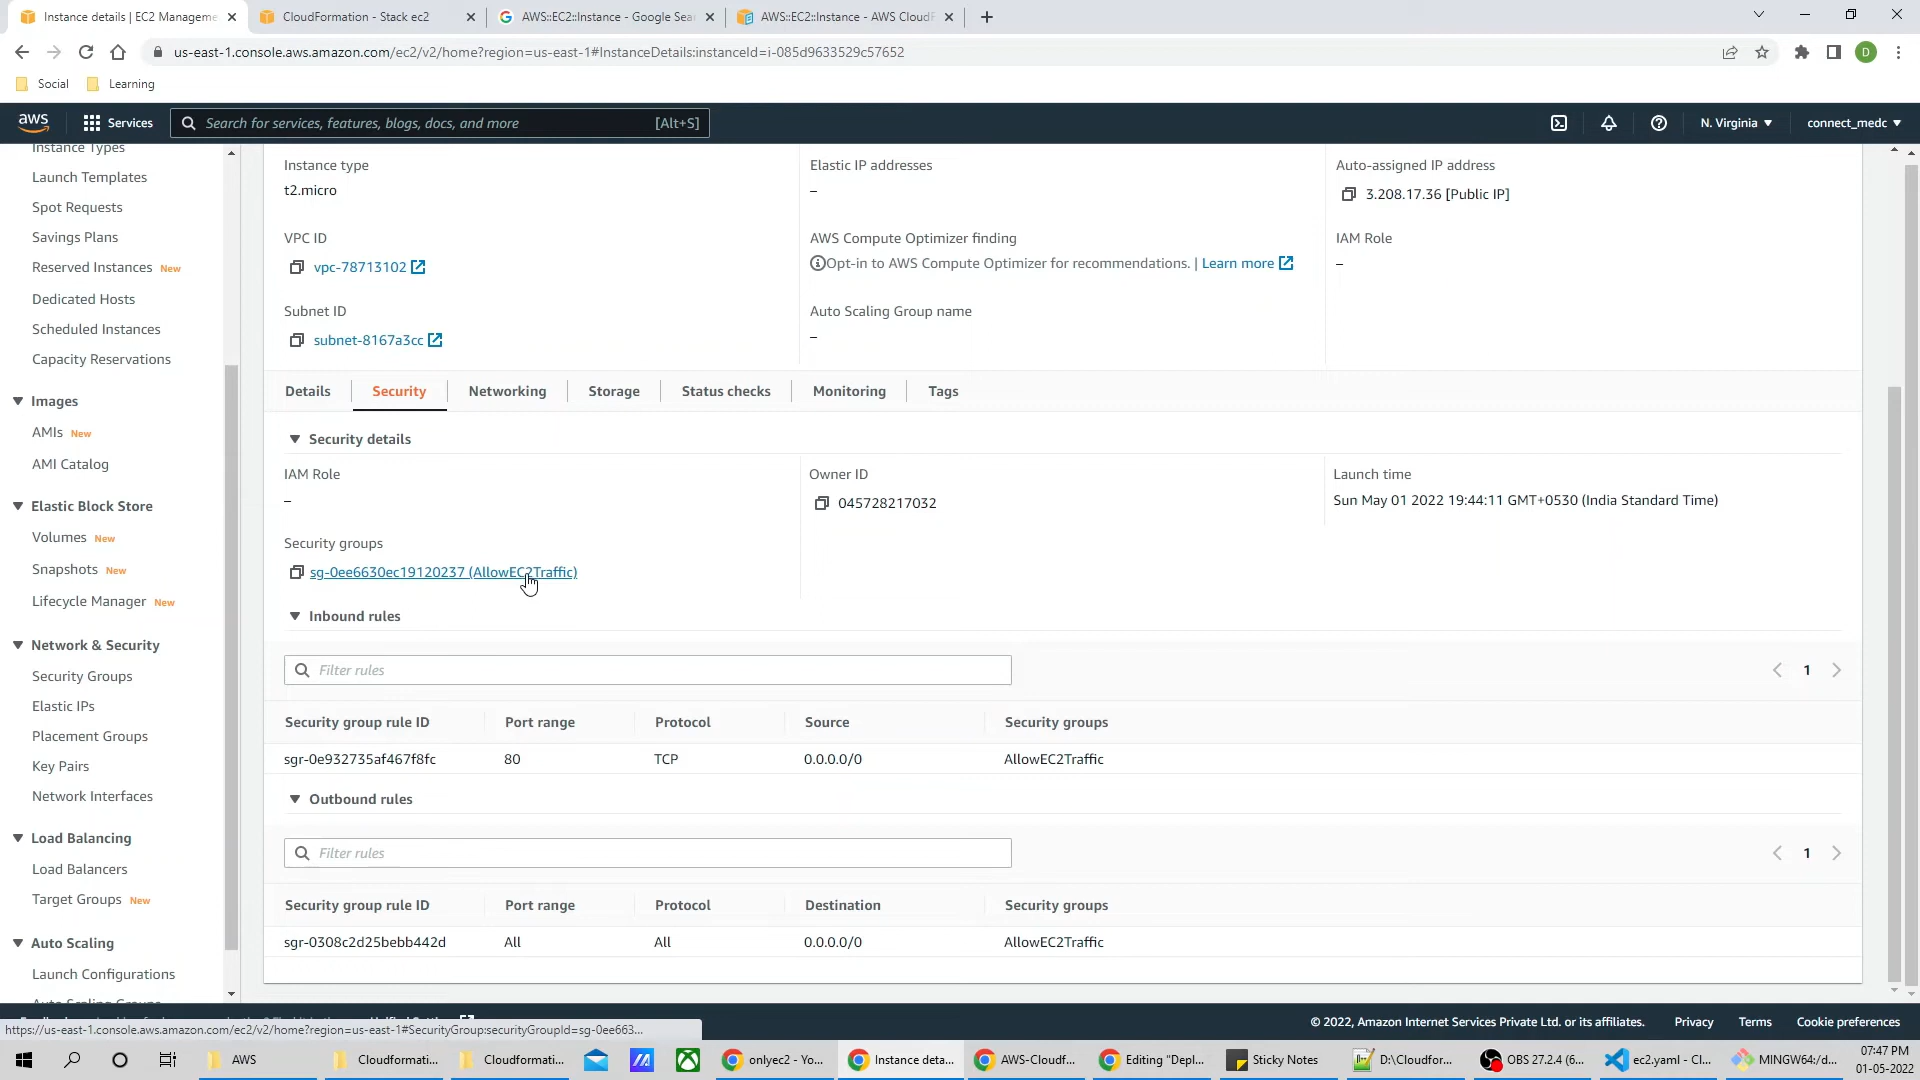 Instance details | EC2 Manageme
CloudFormation - Stack ec2
AWS::EC2::Instance - Google Sea
AWS::EC2::Instance - AWS CloudF
us-east-1.console.aws.amazon.com/ec2/v2/home?region=us-east-1#InstanceDetails:instanceId=i-085d9633529c57652
D
Social
Learning
aws
Services
Search for services, features, blogs, docs, and more
[Alt+S]
N. Virginia
connect_medc
Instance Types
Launch Templates
Spot Requests
Savings Plans
Reserved Instances New
Dedicated Hosts
Scheduled Instances
Capacity Reservations
Images
AMIs New
AMI Catalog
Elastic Block Store
Volumes New
Snapshots New
Lifecycle Manager New
Network & Security
Security Groups
Elastic IPs
Placement Groups
Key Pairs
Network Interfaces
Load Balancing
Load Balancers
Target Groups New
Auto Scaling
Launch Configurations
Auto Scaling Groups
Instance type
t2.micro
Elastic IP addresses
–
Auto-assigned IP address
3.208.17.36 [Public IP]
VPC ID
vpc-78713102
AWS Compute Optimizer finding
Opt-in to AWS Compute Optimizer for recommendations. | Learn more
IAM Role
–
Subnet ID
subnet-8167a3cc
Auto Scaling Group name
–
Details
Security
Networking
Storage
Status checks
Monitoring
Tags
Security details
IAM Role
–
Owner ID
045728217032
Launch time
Sun May 01 2022 19:44:11 GMT+0530 (India Standard Time)
Security groups
sg-0ee6630ec19120237 (AllowEC2Traffic)
Inbound rules
Filter rules
1
Security group rule ID Port range Protocol Source Security groups
sgr-0e932735af467f8fc 80 TCP 0.0.0.0/0 AllowEC2Traffic
Outbound rules
Filter rules
1
Security group rule ID Port range Protocol Destination Security groups
sgr-0308c2d25bebb442d All All 0.0.0.0/0 AllowEC2Traffic
https://us-east-1.console.aws.amazon.com/ec2/v2/home?region=us-east-1#SecurityGroup:securityGroupId=sg-0ee663...
© 2022, Amazon Internet Services Private Ltd. or its affiliates.
Privacy
Terms
Cookie preferences
AWS
Cloudformati...
Cloudformati...
onlyec2 - Yo...
Instance deta...
AWS-Cloudf...
Editing "Depl...
Sticky Notes
D:\Cloudfor...
OBS 27.2.4 (6...
ec2.yaml - Cl...
MINGW64:/d...
07:47 PM
01-05-2022